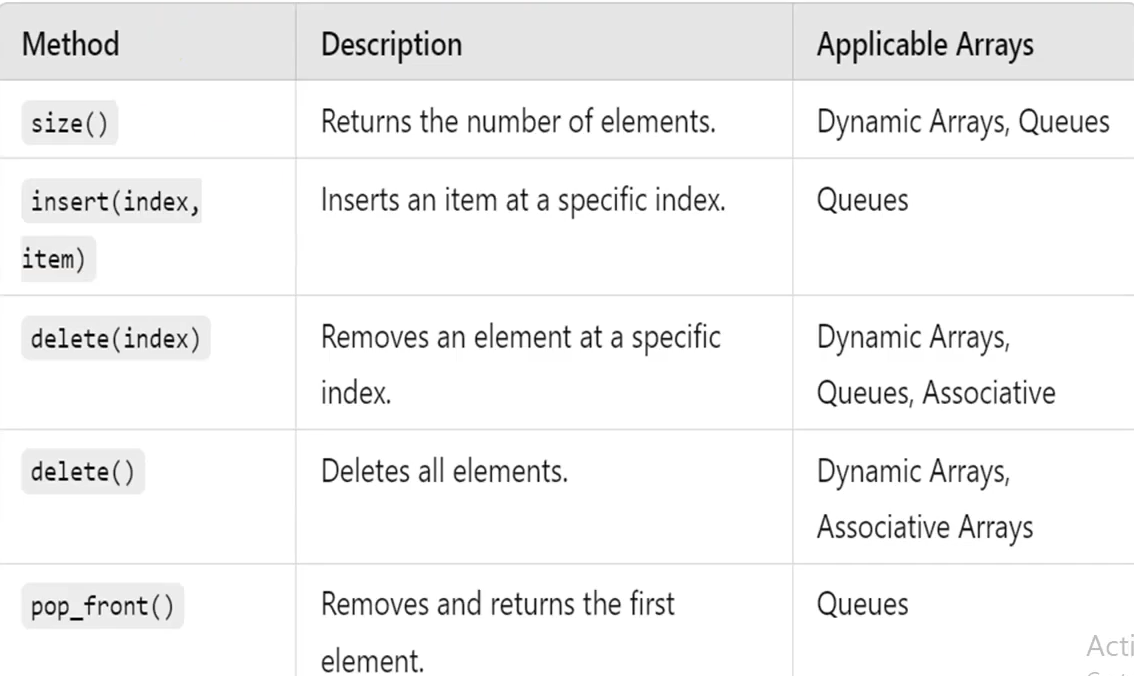 Method Description Applicable Arrays
size() Returns the number of elements. Dynamic Arrays, Queues
insert(index, Inserts an item at a specific index. Queues
item)
delete(index) Removes an element at a specific Dynamic Arrays,
index. Queues, Associative
delete() Deletes all elements. Dynamic Arrays,
Associative Arrays
pop_front() Removes and returns the first Queues
element.
Acti